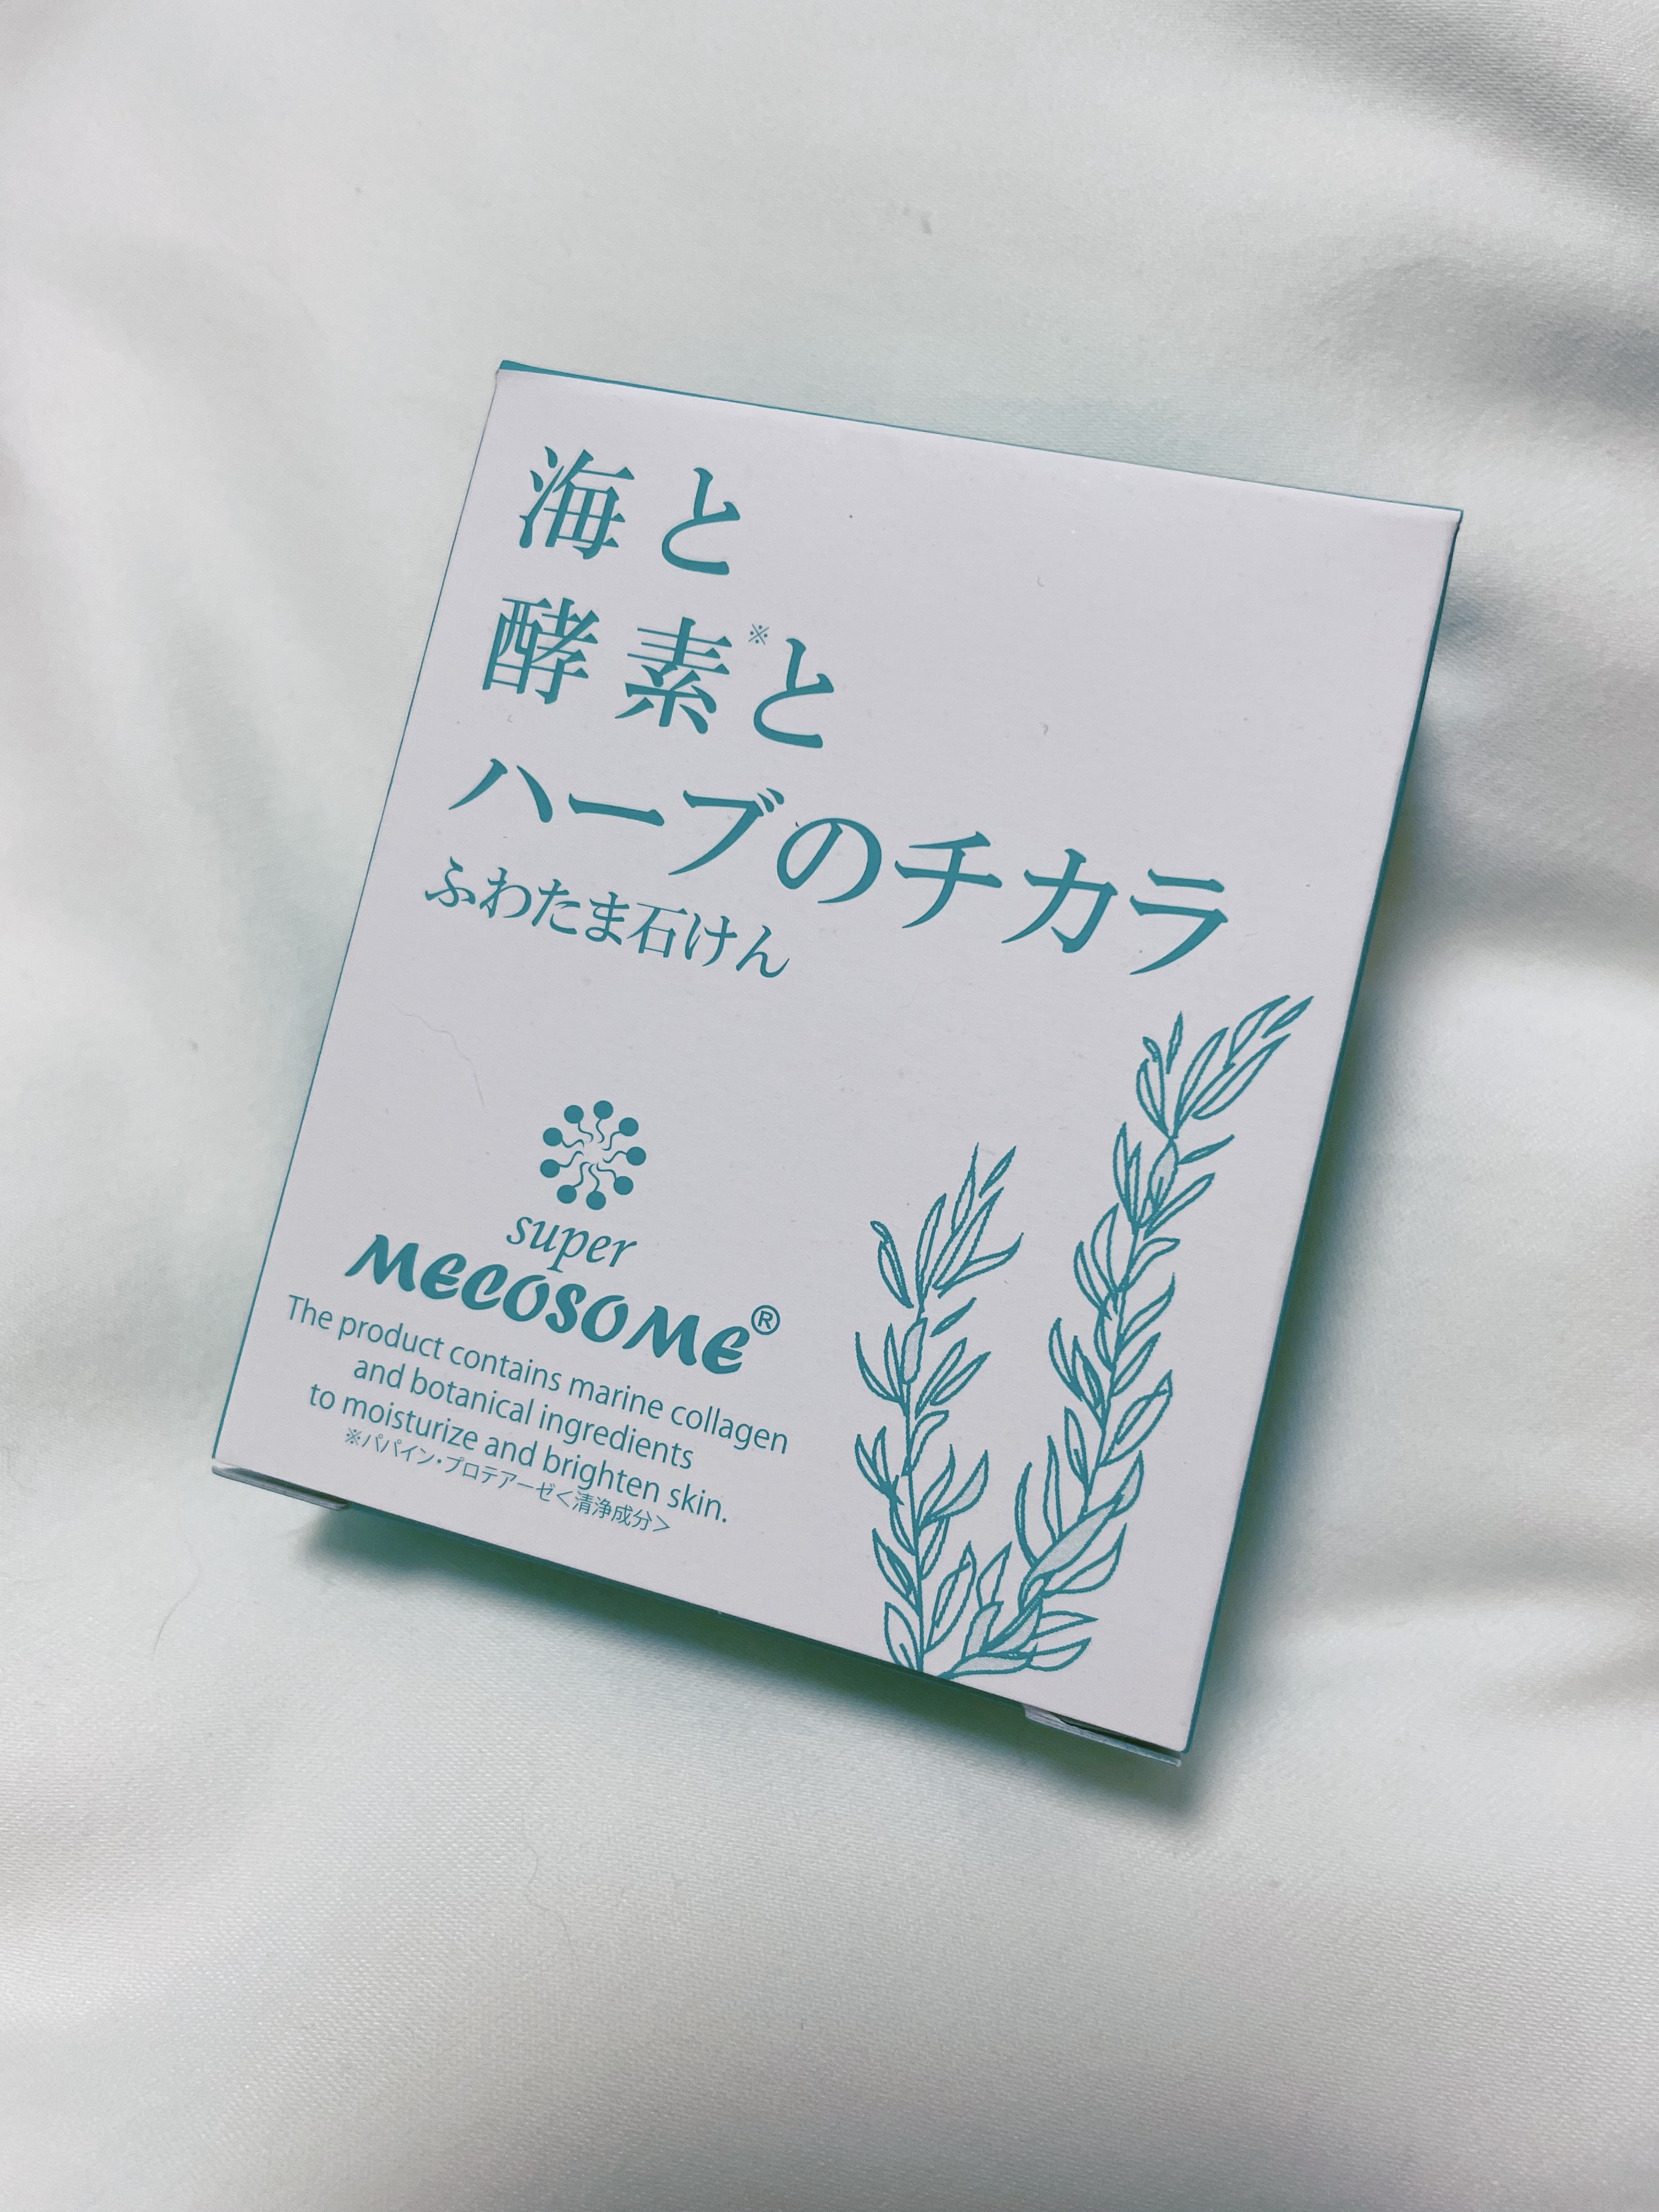 海と
酵素※と
ハーブのチカラ
ふわたま石けん
super
MECOSOME®
The product contains marine collagen
and botanical ingredients
to moisturize and brighten skin.
※パパイン・プロテアーゼ＜清浄成分＞